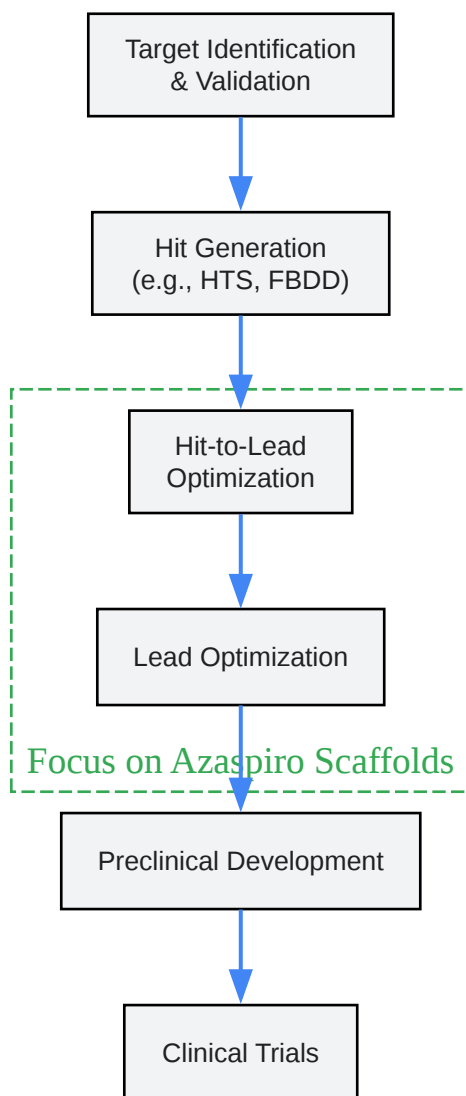 Target Identification
& Validation
Hit Generation
(e.g., HTS, FBDD)
Hit-to-Lead
Optimization
Lead Optimization
Focus on Azaspiro Scaffolds
Preclinical Development
Clinical Trials